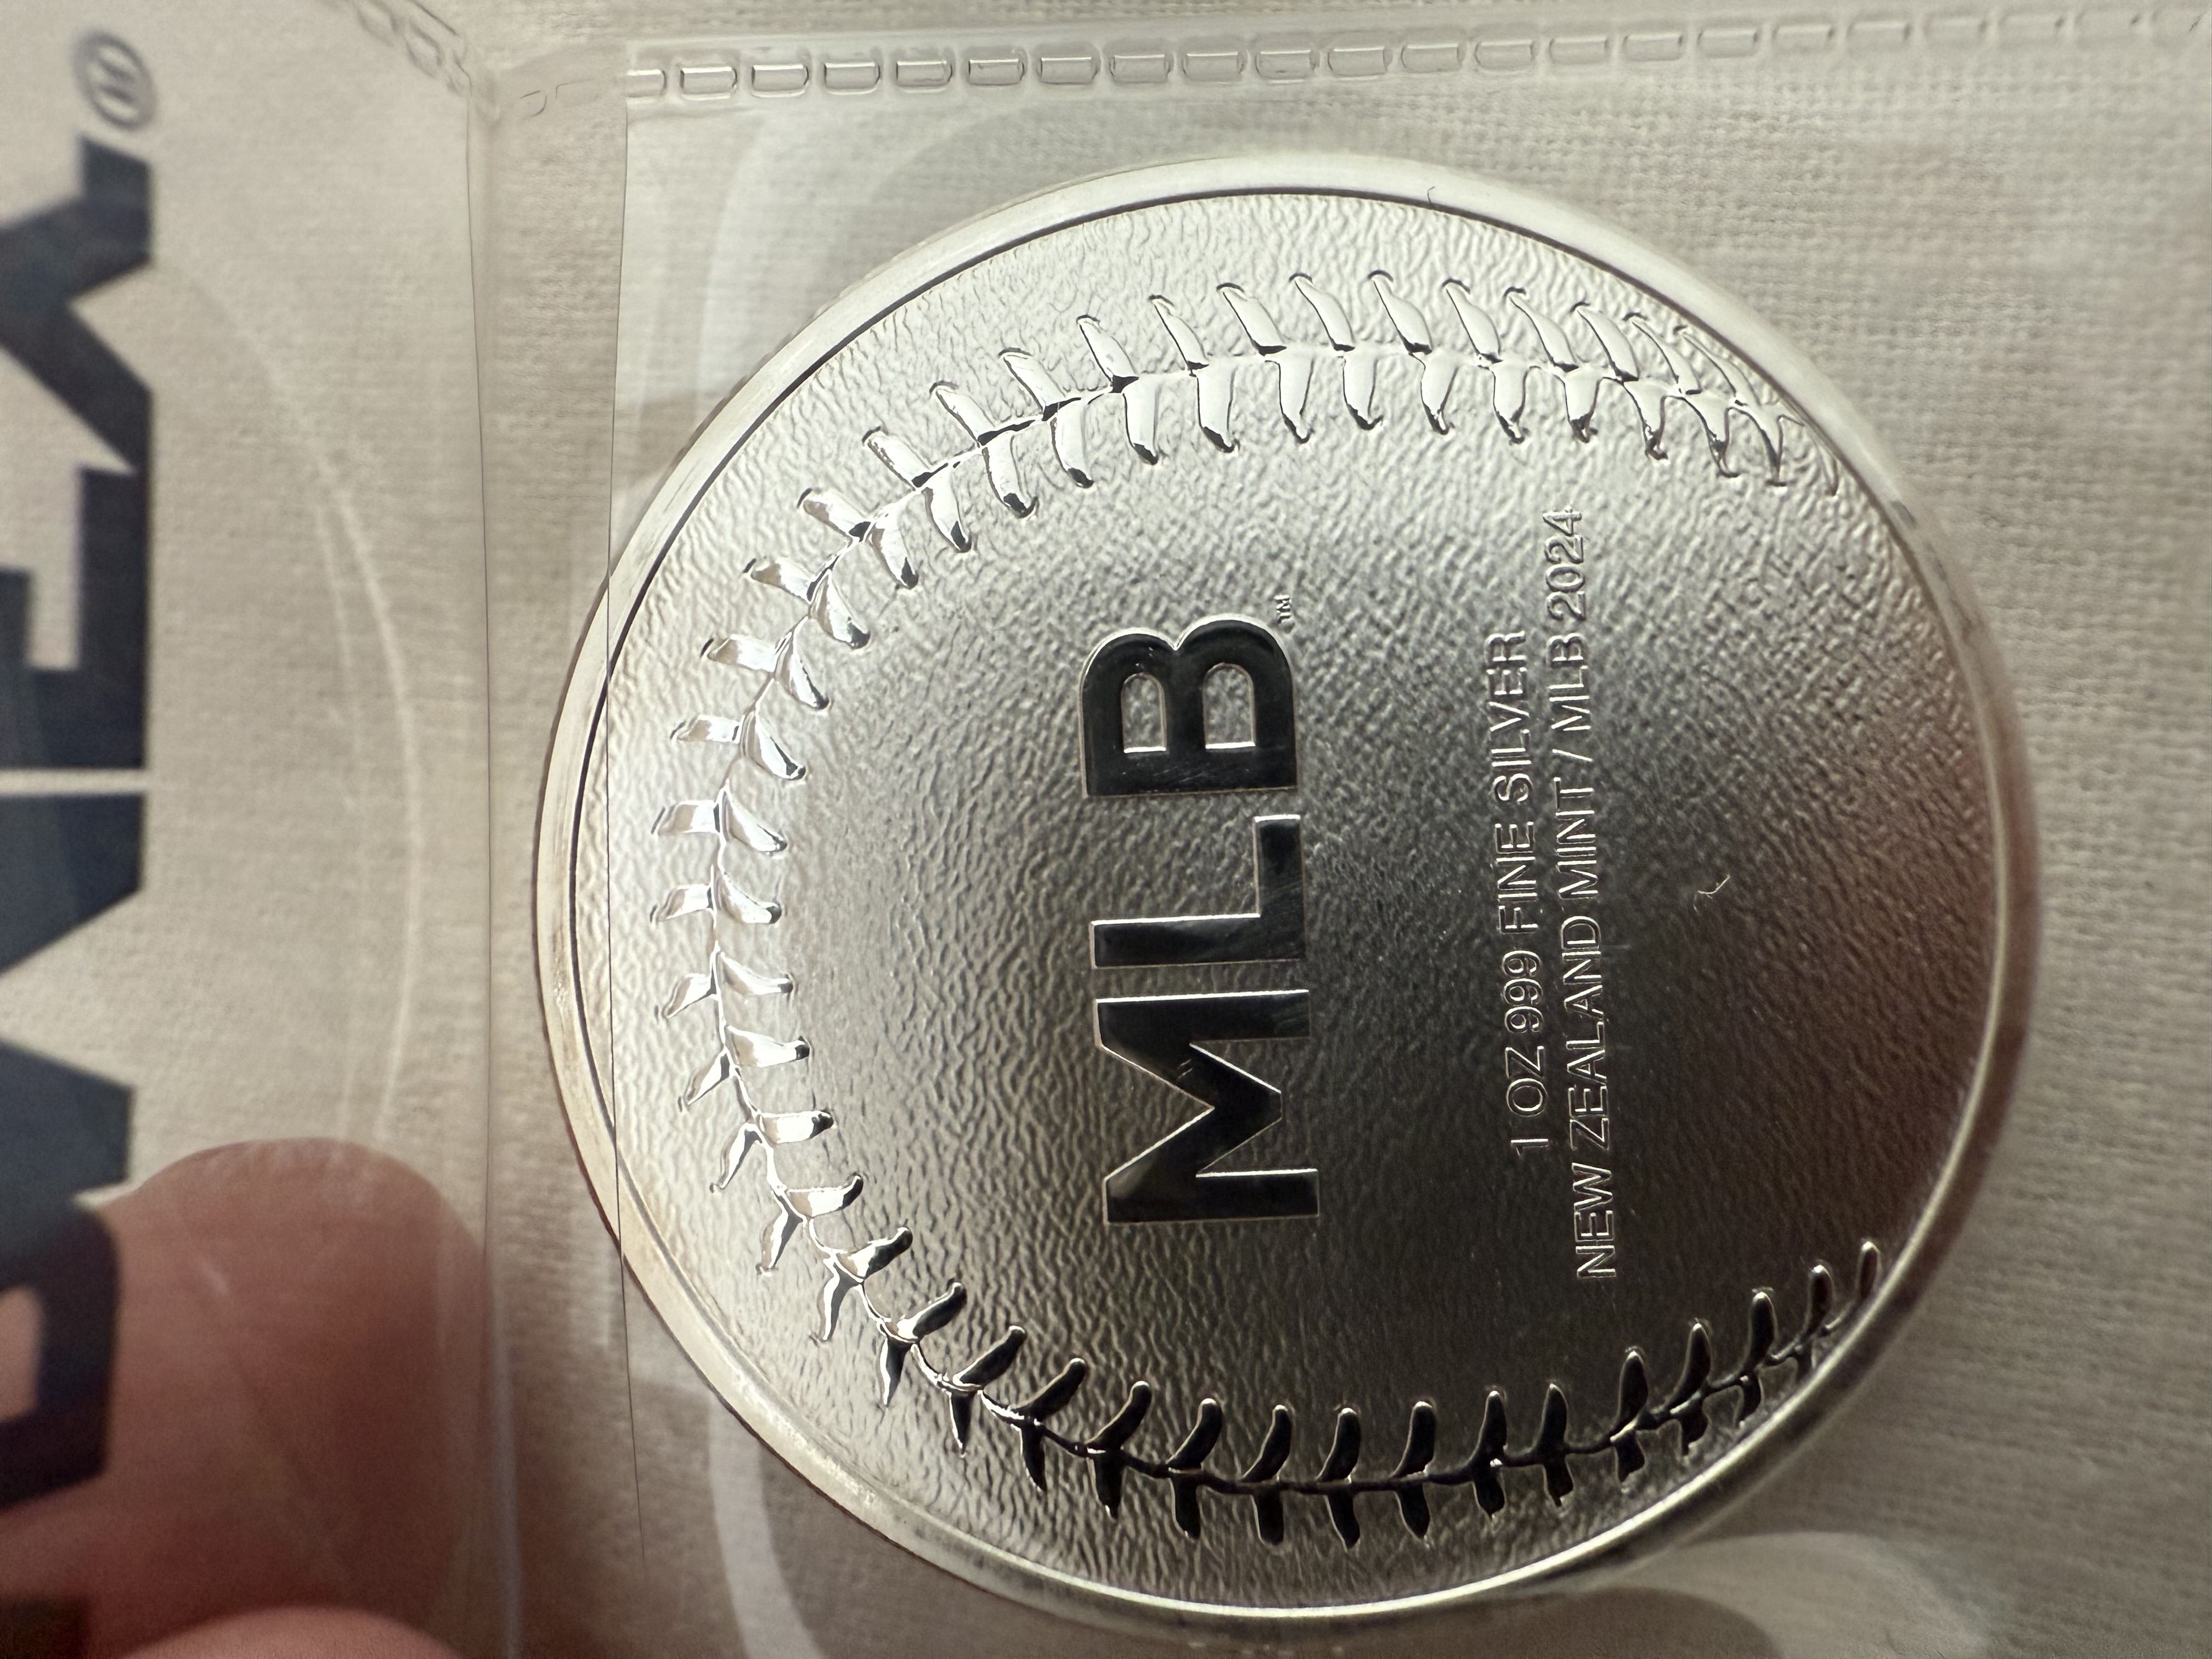 MLB™
1 OZ 999 FINE SILVER
NEW ZEALAND MINT / MLB 2024